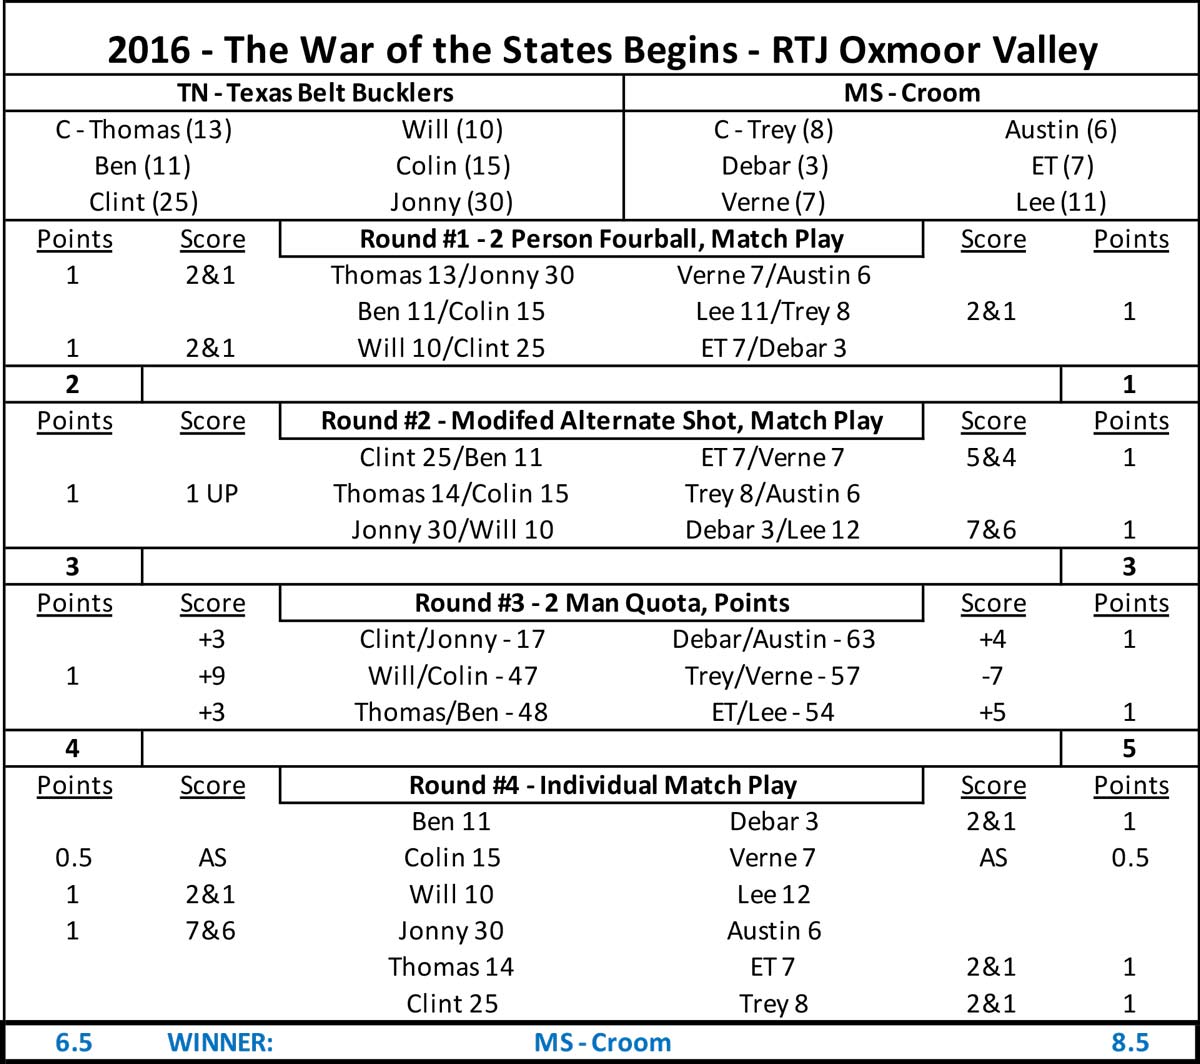 2016 - The War of the States Begins - RTJ Oxmoor Valley
TN - Texas Belt Bucklers MS - Croom
C - Thomas (13) Will (10) C - Trey (8) Austin (6)
Ben (11) Colin (15) Debar (3) ET (7)
Clint (25) Jonny (30) Verne (7) Lee (11)
Points Score Round #1 - 2 Person Fourball, Match Play Score Points
1 2&1 Thomas 13/Jonny 30 Verne 7/Austin 6
Ben 11/Colin 15 Lee 11/Trey 8 2&1 1
1 2&1 Will 10/Clint 25 ET 7/Debar 3
2 1
Points Score Round #2 - Modifed Alternate Shot, Match Play Score Points
Clint 25/Ben 11 ET 7/Verne 7 5&4 1
1 1 UP Thomas 14/Colin 15 Trey 8/Austin 6
Jonny 30/Will 10 Debar 3/Lee 12 7&6 1
3 3
Points Score Round #3 - 2 Man Quota, Points Score Points
+3 Clint/Jonny - 17 Debar/Austin - 63 +4 1
1 +9 Will/Colin - 47 Trey/Verne - 57 -7
+3 Thomas/Ben - 48 ET/Lee - 54 +5 1
4 5
Points Score Round #4 - Individual Match Play Score Points
Ben 11 Debar 3 2&1 1
0.5 AS Colin 15 Verne 7 AS 0.5
1 2&1 Will 10 Lee 12
1 7&6 Jonny 30 Austin 6
Thomas 14 ET 7 2&1 1
Clint 25 Trey 8 2&1 1
6.5 WINNER: MS - Croom 8.5